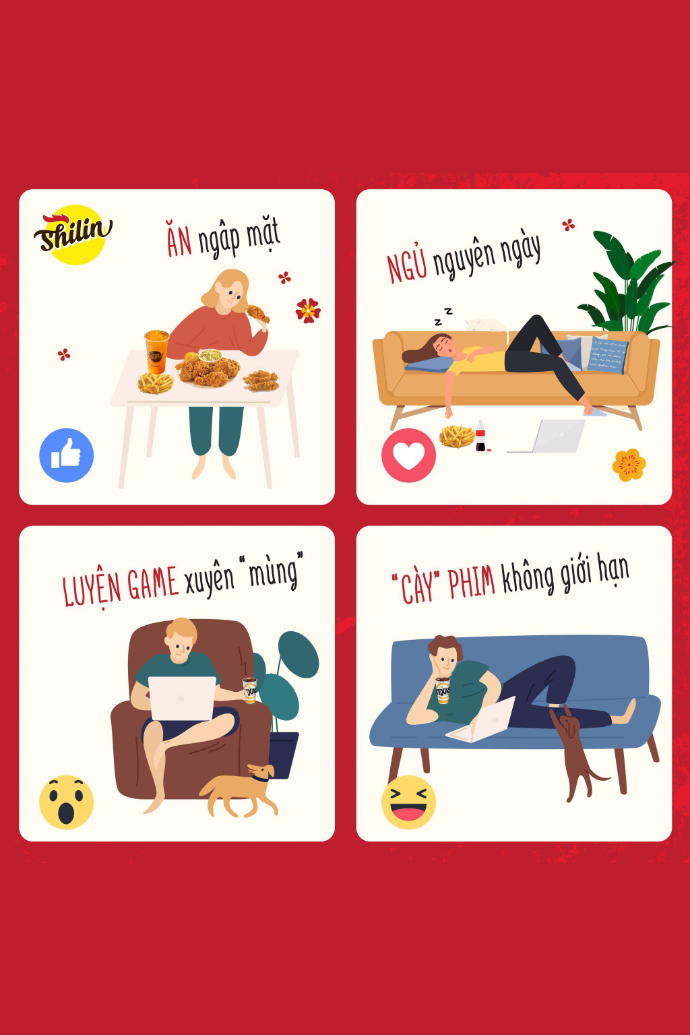 Shilin
ĂN ngập mặt
NGỦ nguyên ngày
z z
LUYỆN GAME xuyên "mùng"
"CÀY" PHIM không giới hạn